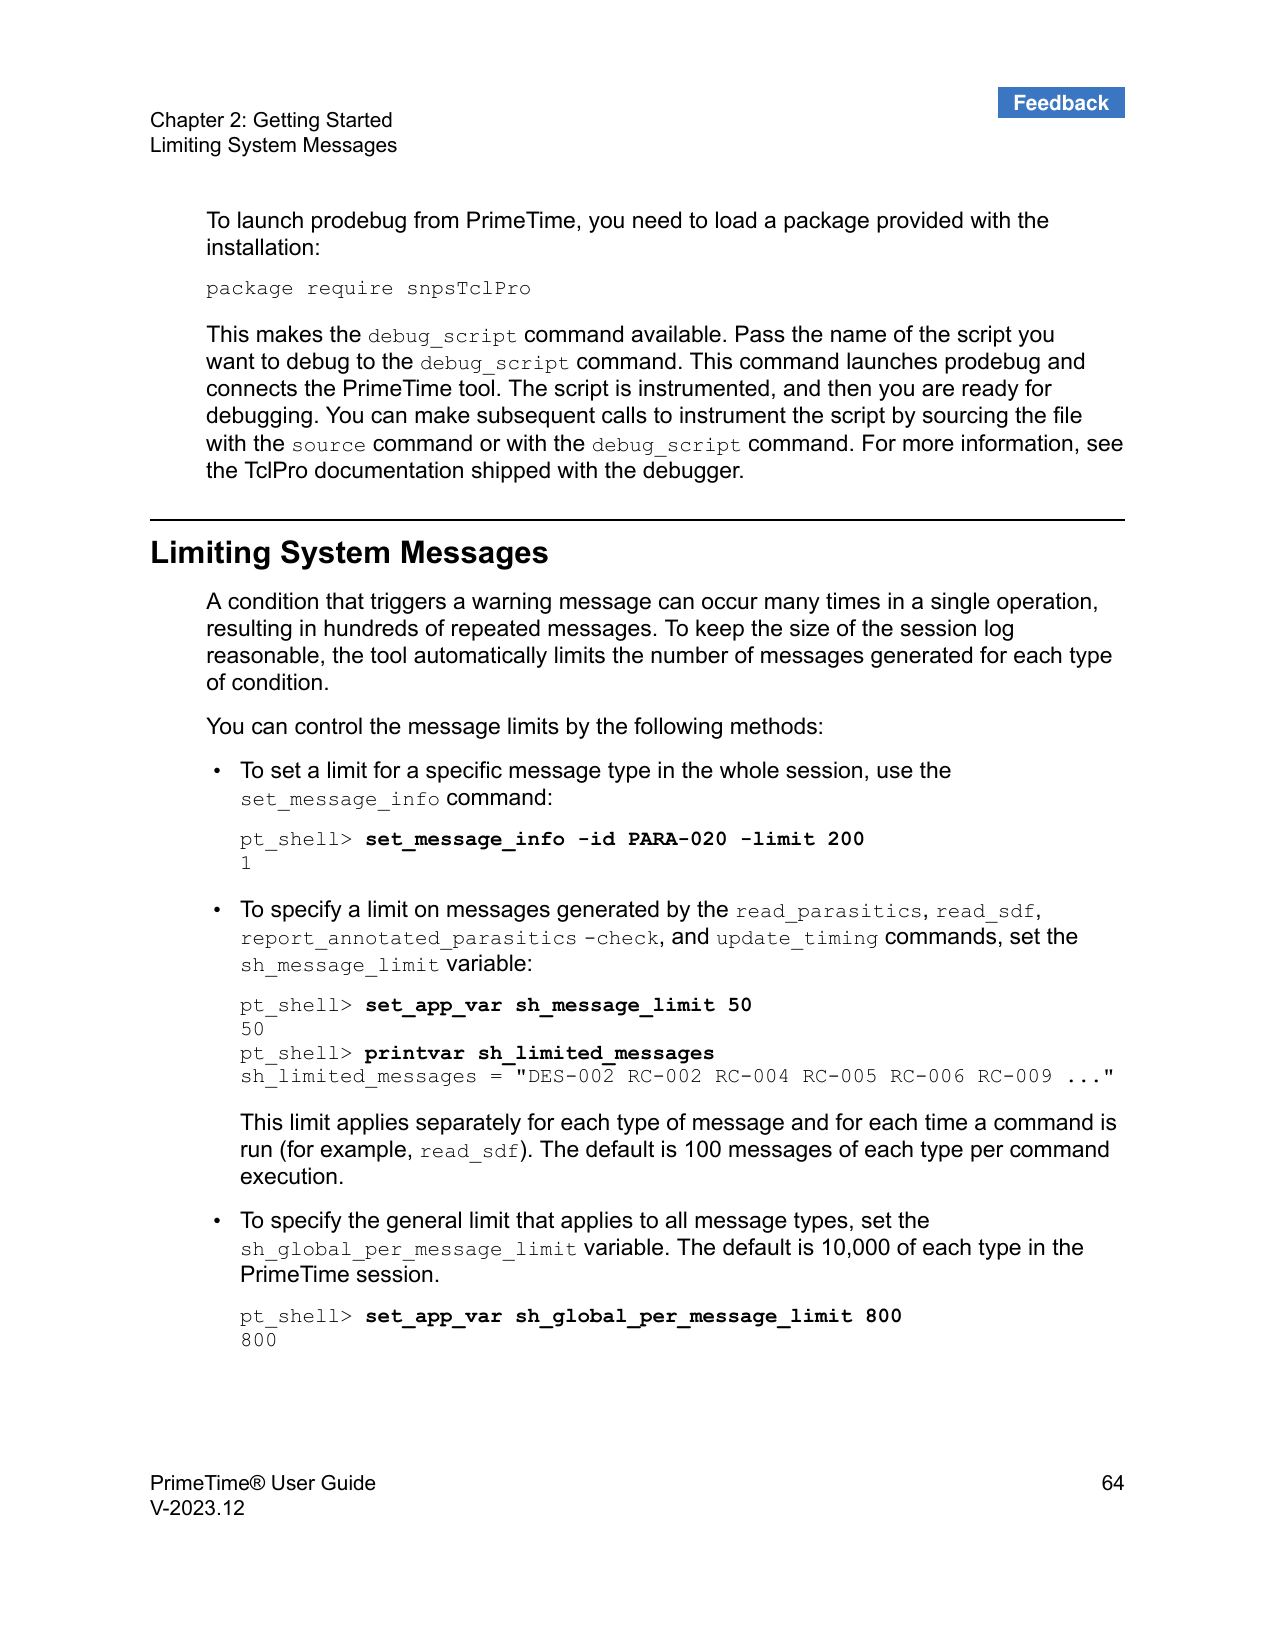 Feedback
Chapter 2: Getting Started
Limiting System Messages
To launch prodebug from PrimeTime, you need to load a package provided with the
installation:
package require snpsTclPro
This makes the debug_script command available. Pass the name of the script you
want to debug to the debug_script command. This command launches prodebug and
connects the PrimeTime tool. The script is instrumented, and then you are ready for
debugging. You can make subsequent calls to instrument the script by sourcing the file
with the source command or with the debug_script command. For more information, see
the TclPro documentation shipped with the debugger.
Limiting System Messages
A condition that triggers a warning message can occur many times in a single operation,
resulting in hundreds of repeated messages. To keep the size of the session log
reasonable, the tool automatically limits the number of messages generated for each type
of condition.
You can control the message limits by the following methods:
• To set a limit for a specific message type in the whole session, use the
set_message_info command:
pt_shell> set_message_info -id PARA-020 -limit 200
1
• To specify a limit on messages generated by the read_parasitics, read_sdf,
report_annotated_parasitics -check, and update_timing commands, set the
sh_message_limit variable:
pt_shell> set_app_var sh_message_limit 50
50
pt_shell> printvar sh_limited_messages
sh_limited_messages = "DES-002 RC-002 RC-004 RC-005 RC-006 RC-009 ..."
This limit applies separately for each type of message and for each time a command is
run (for example, read_sdf). The default is 100 messages of each type per command
execution.
• To specify the general limit that applies to all message types, set the
sh_global_per_message_limit variable. The default is 10,000 of each type in the
PrimeTime session.
pt_shell> set_app_var sh_global_per_message_limit 800
800
PrimeTime® User Guide
64
V-2023.12